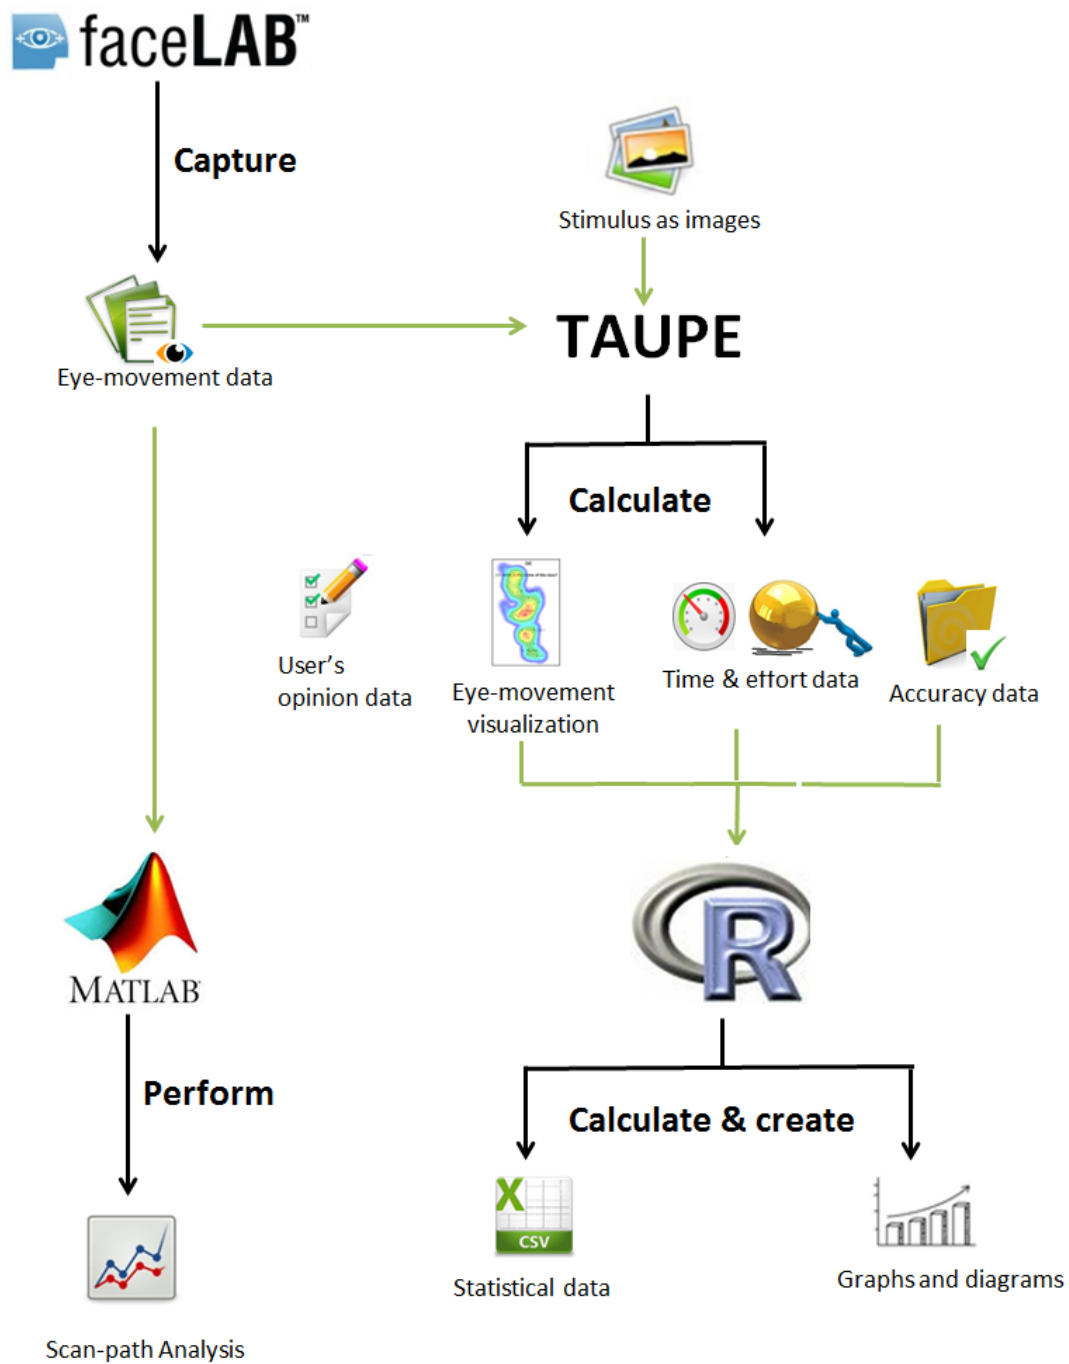 faceLAB™
Capture
Stimulus as images
TAUPE
Eye-movement data
Calculate
User's
opinion data
Eye-movement
visualization
Time & effort data
Accuracy data
MATLAB
R
Perform
Calculate & create
X
CSV
Statistical data
Graphs and diagrams
Scan-path Analysis